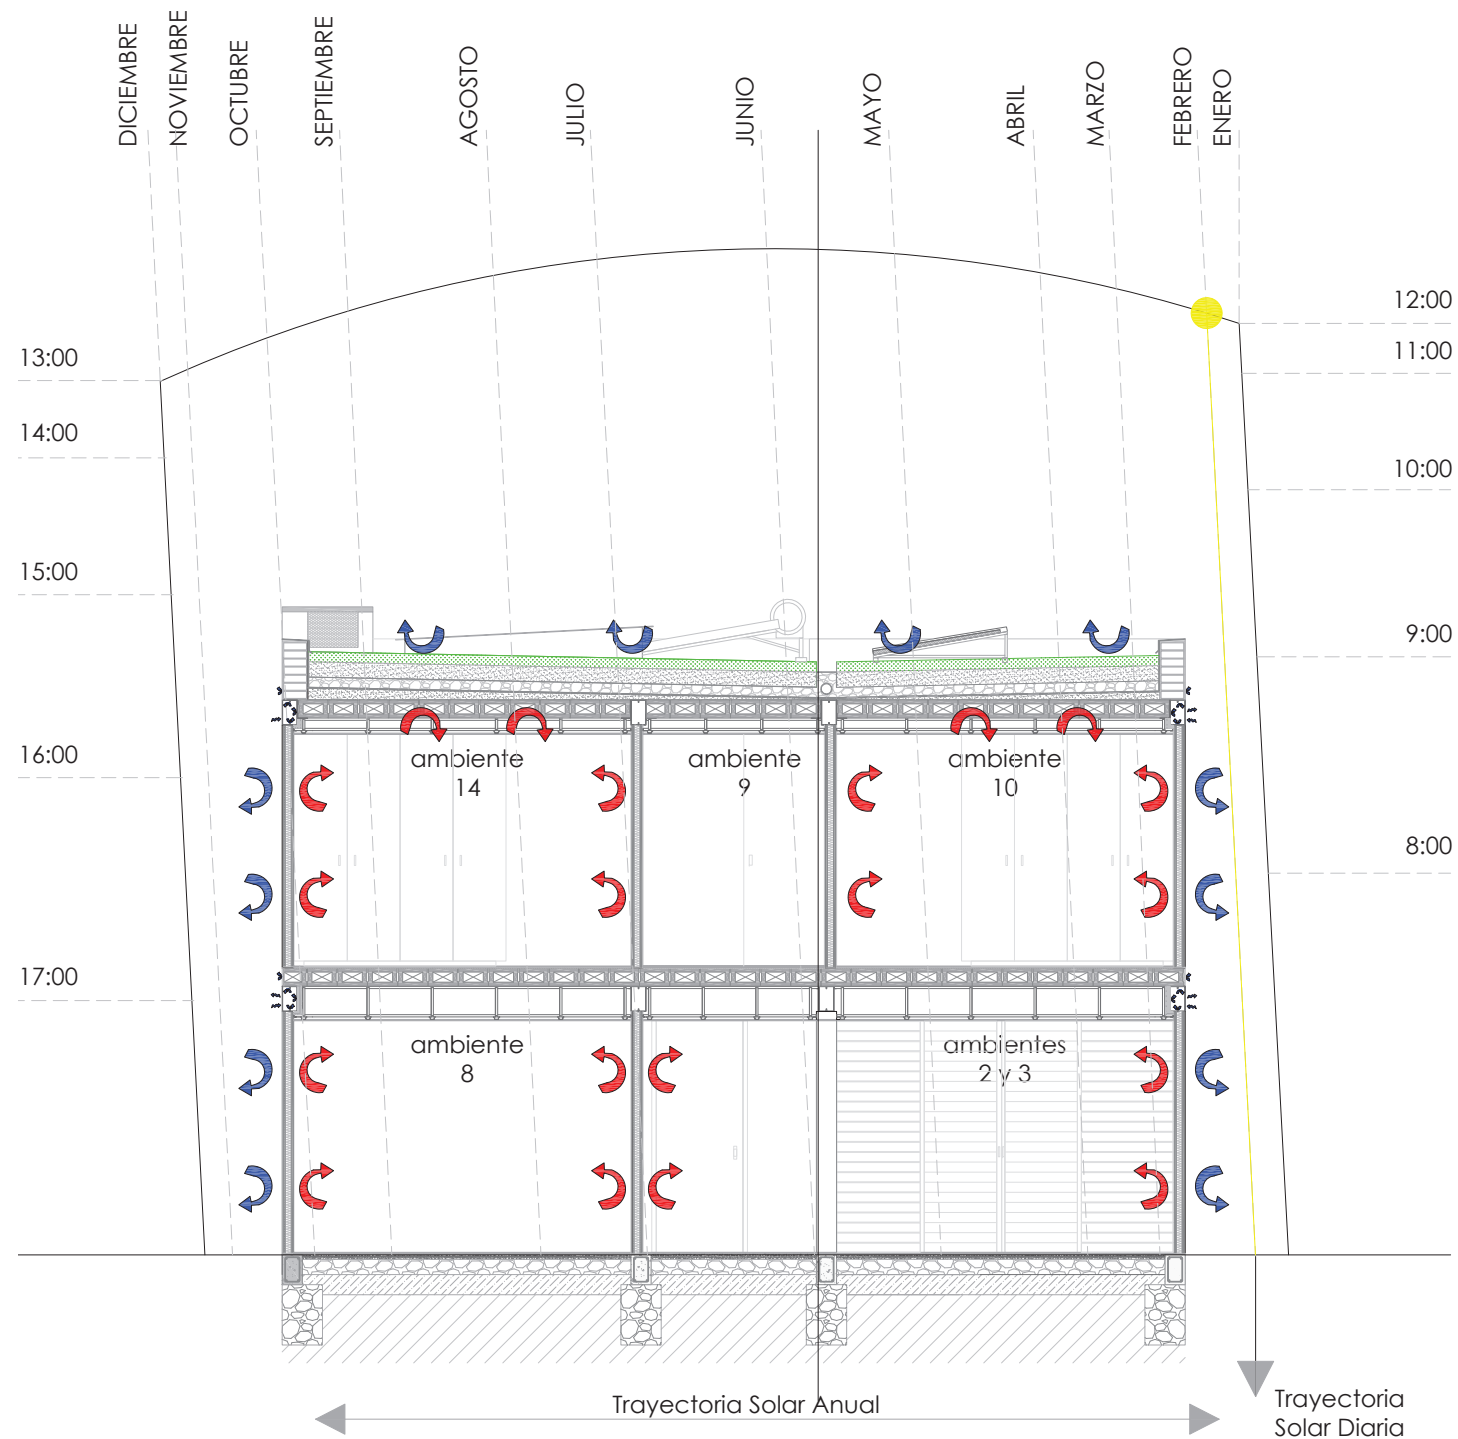 DICIEMBRE
NOVIEMBRE
OCTUBRE
SEPTIEMBRE
AGOSTO
JULIO
JUNIO
MAYO
ABRIL
MARZO
FEBRERO
ENERO
12:00
13:00
11:00
14:00
10:00
15:00
9:00
16:00
ambiente
14
ambiente
9
ambiente
10
8:00
17:00
ambiente
8
ambientes
2 y 3
Trayectoria Solar Anual
Trayectoria
Solar Diaria